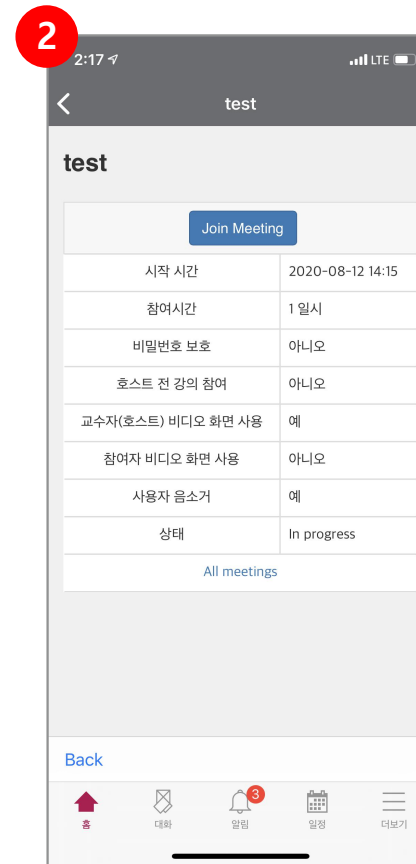 2
2:17 LTE
test
test
Join Meeting
시작 시간 2020-08-12 14:15
참여시간 1 일시
비밀번호 보호 아니오
호스트 전 강의 참여 아니오
교수자(호스트) 비디오 화면 사용 예
참여자 비디오 화면 사용 아니오
사용자 음소거 예
상태 In progress
All meetings
Back
3
홈 대화 알림 일정 더보기